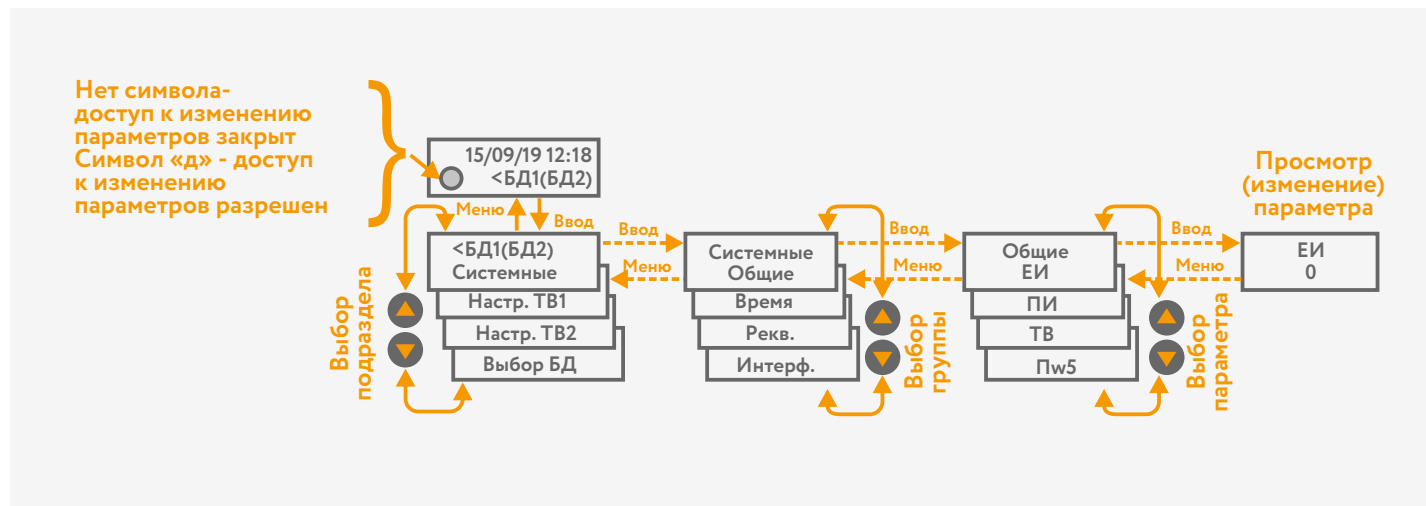 Нет символа-
доступ к изменению
параметров закрыт
Символ «д» - доступ
к изменению
параметров разрешен
15/09/19 12:18
<БД1(БД2)
Меню
Ввод
<БД1(БД2)
Системные
Настр. ТВ1
Настр. ТВ2
Выбор БД
Выбор
подраздела
Ввод
Меню
Системные
Общие
Время
Рекв.
Интерф.
Выбор
группы
Ввод
Меню
Общие
ЕИ
ПИ
ТВ
Пw5
Выбор
параметра
Ввод
Меню
Просмотр
(изменение)
параметра
ЕИ
0